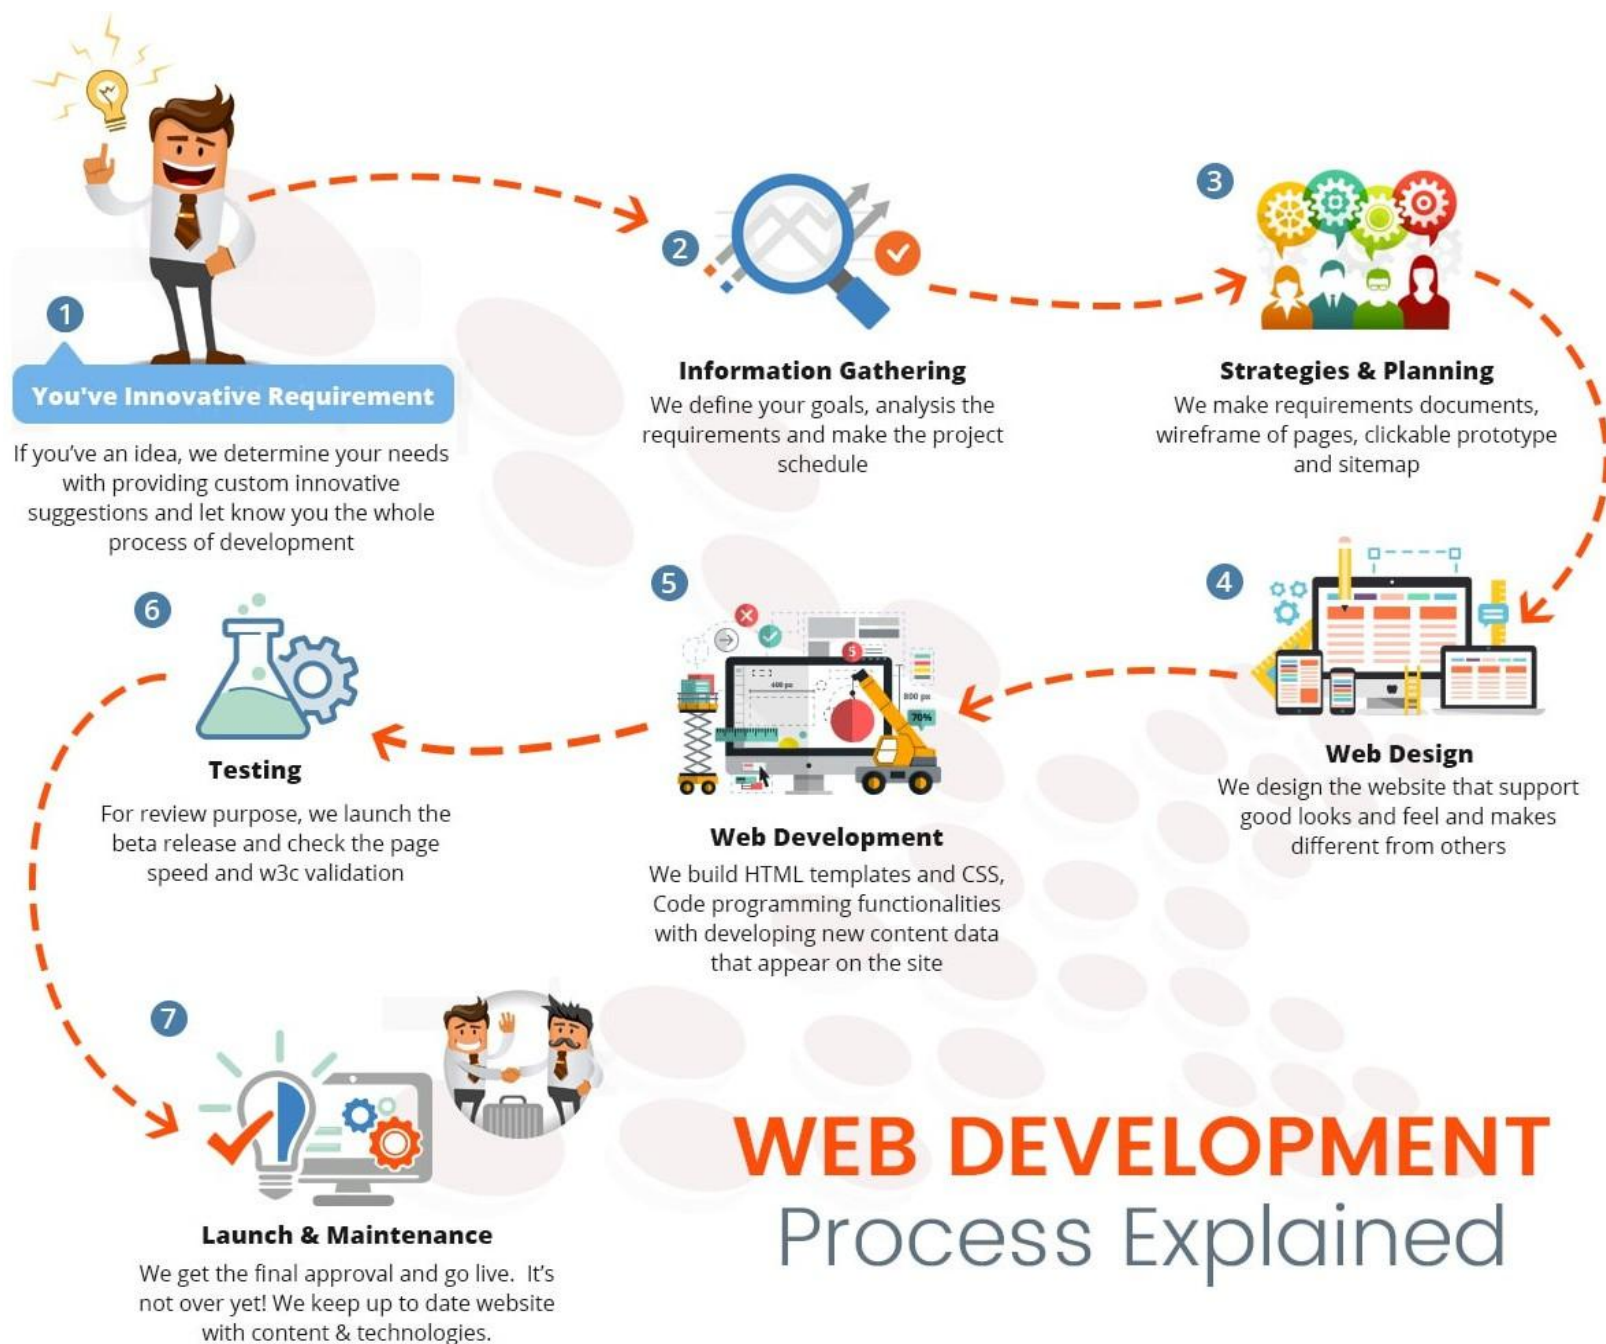 1
You've Innovative Requirement
If you've an idea, we determine your needs
with providing custom innovative
suggestions and let know you the whole
process of development
2
Information Gathering
We define your goals, analysis the
requirements and make the project
schedule
3
Strategies & Planning
We make requirements documents,
wireframe of pages, clickable prototype
and sitemap
4
Web Design
We design the website that support
good looks and feel and makes
different from others
5
$
400 px
800 px
70%
Web Development
We build HTML templates and CSS,
Code programming functionalities
with developing new content data
that appear on the site
6
Testing
For review purpose, we launch the
beta release and check the page
speed and w3c validation
7
Launch & Maintenance
We get the final approval and go live. It's
not over yet! We keep up to date website
with content & technologies.
WEB DEVELOPMENT
Process Explained